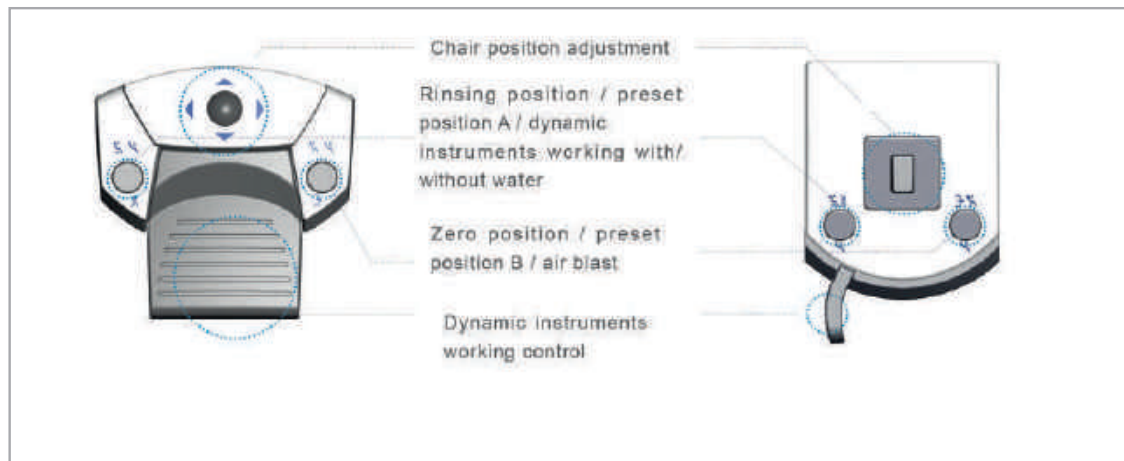 Chair position adjustment
Rinsing position / preset
position A / dynamic
instruments working with/
without water
Zero position / preset
position B / air blast
Dynamic instruments
working control